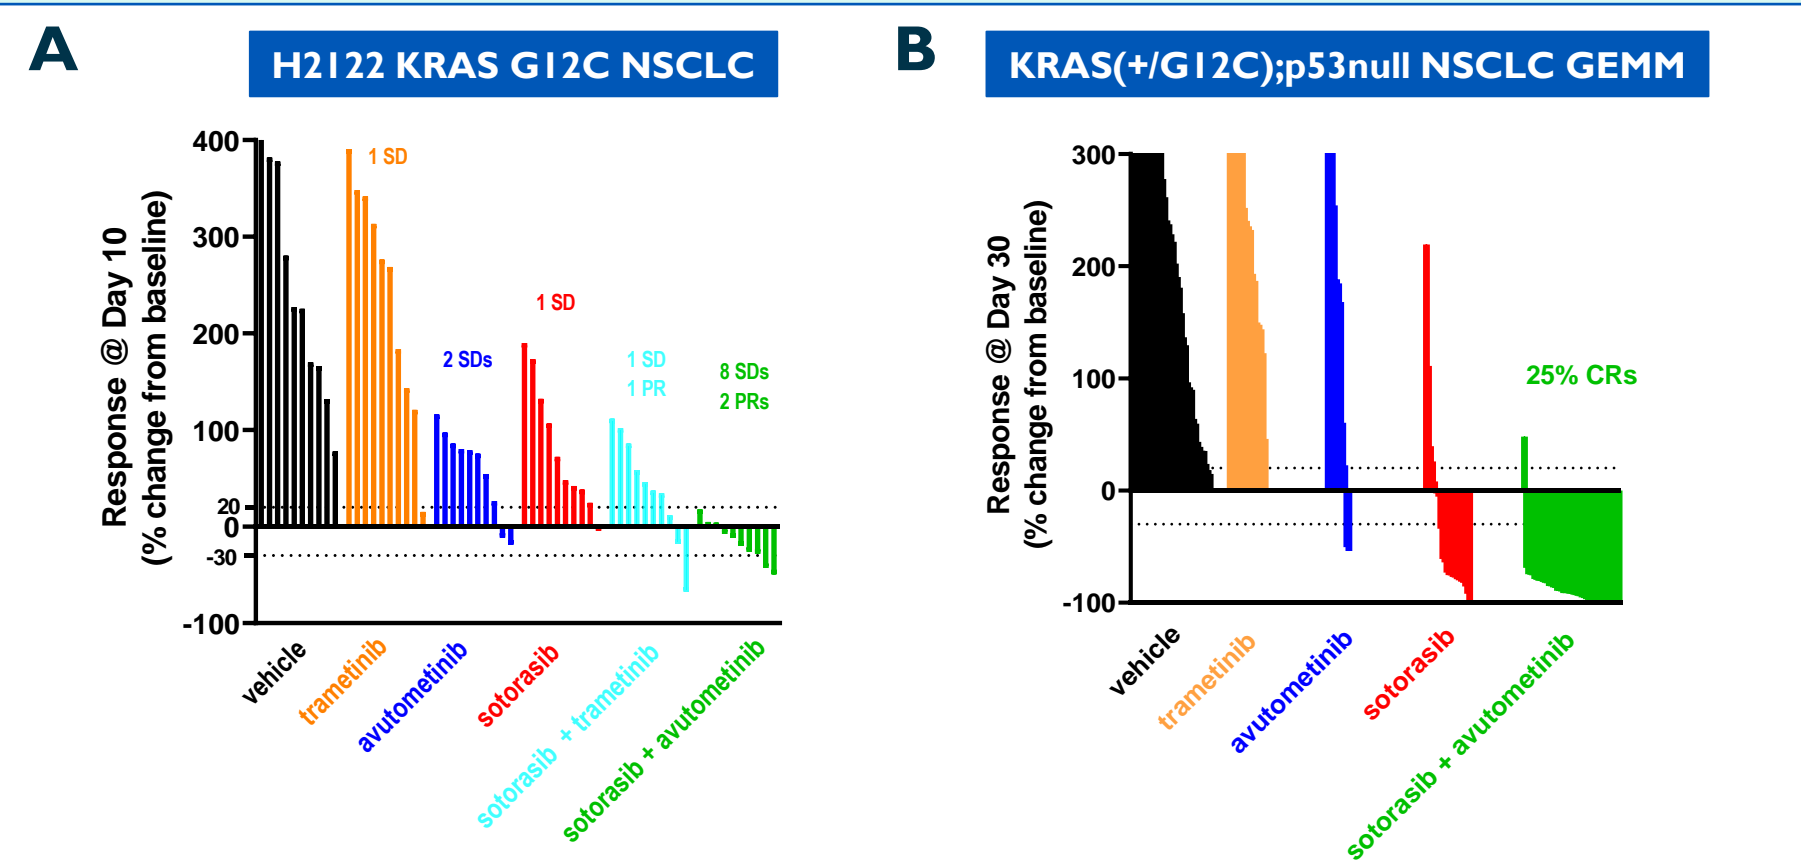 A
H2122 KRAS G12C NSCLC
Response @ Day 10
(% change from baseline)
400
300
200
100
20
0
-30
-100
1 SD
2 SDs
1 SD
1 SD
1 PR
8 SDs
2 PRs
vehicle
trametinib
avutometinib
sotorasib
sotorasib + trametinib
sotorasib + avutometinib
B
KRAS(+/G12C);p53null NSCLC GEMM
Response @ Day 30
(% change from baseline)
300
200
100
0
-100
25% CRs
vehicle
trametinib
avutometinib
sotorasib
sotorasib + avutometinib